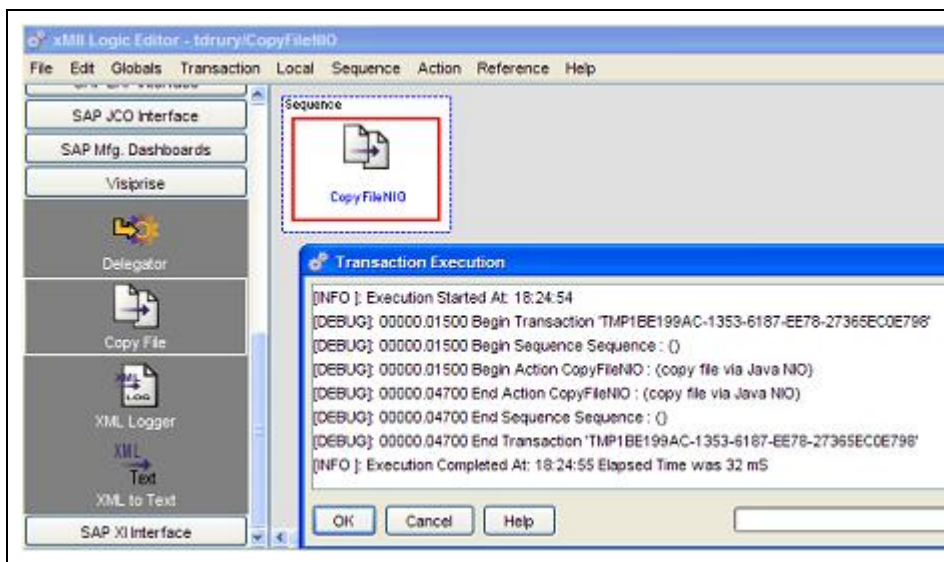 xMII Logic Editor - tdrury/CopyFileNIO
File Edit Globals Transaction Local Sequence Action Reference Help
SAP JCO Interface
SAP Mfg. Dashboards
Visiprise
Delegator
Copy File
XML Logger
XML to Text
SAP XI Interface
Sequence
CopyFileNIO
Transaction Execution
[INFO ]: Execution Started At: 18:24:54
[DEBUG]: 00000.01500 Begin Transaction 'TMP1BE199AC-1353-6187-EE78-27365EC0E798'
[DEBUG]: 00000.01500 Begin Sequence Sequence : ()
[DEBUG]: 00000.01500 Begin Action CopyFileNIO : (copy file via Java NIO)
[DEBUG]: 00000.04700 End Action CopyFileNIO : (copy file via Java NIO)
[DEBUG]: 00000.04700 End Sequence Sequence : ()
[DEBUG]: 00000.04700 End Transaction 'TMP1BE199AC-1353-6187-EE78-27365EC0E798'
[INFO ]: Execution Completed At: 18:24:55 Elapsed Time was 32 mS
OK Cancel Help